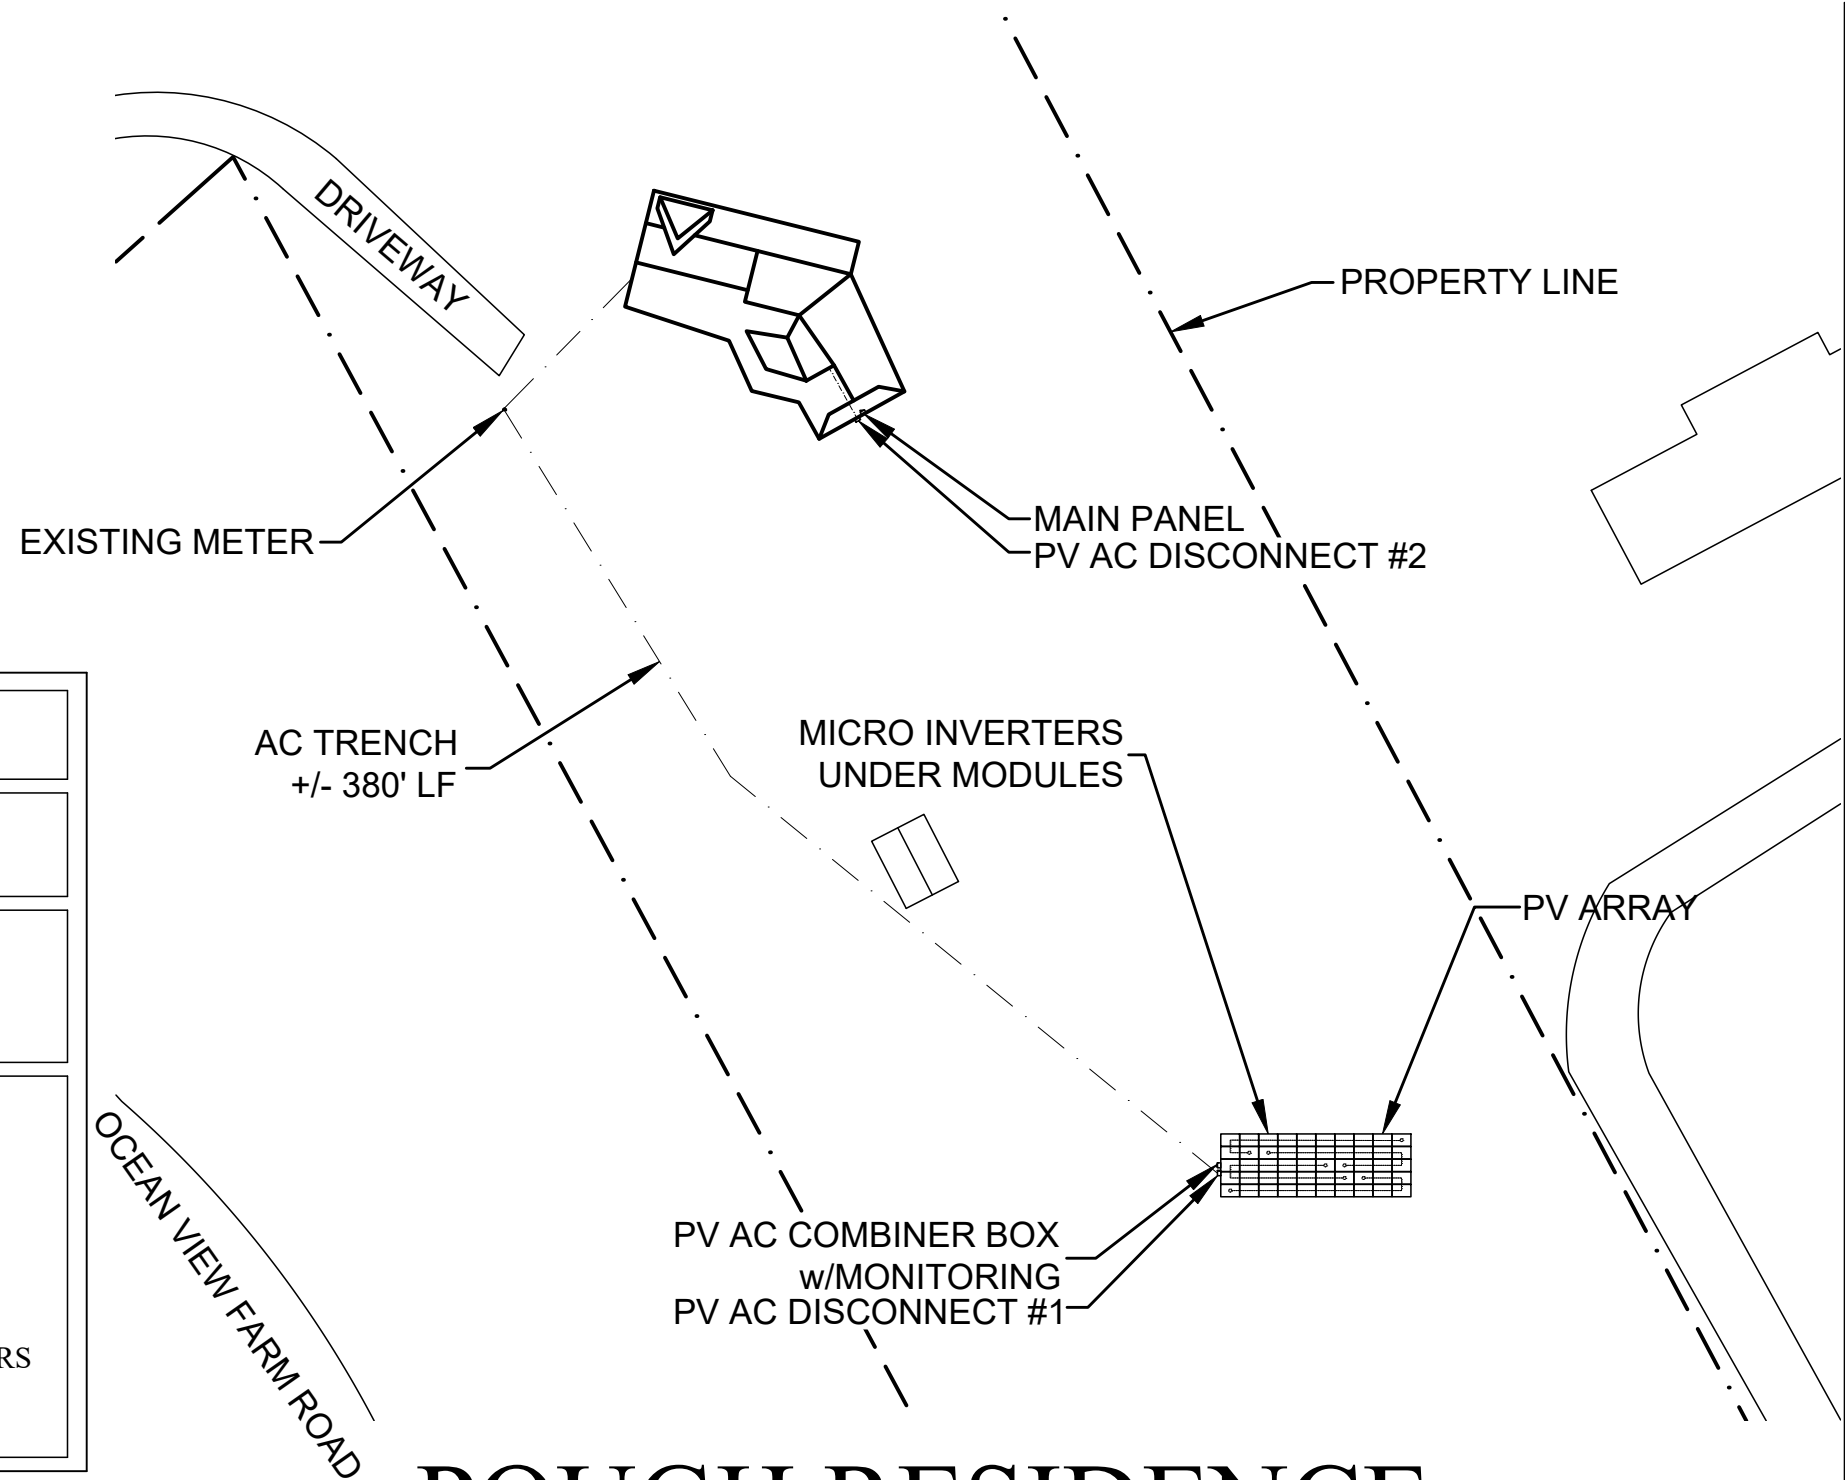 DRIVEWAY
PROPERTY LINE
EXISTING METER
MAIN PANEL
PV AC DISCONNECT #2
AC TRENCH
+/- 380' LF
MICRO INVERTERS
UNDER MODULES
PV ARRAY
OCEAN VIEW FARM ROAD
PV AC COMBINER BOX
w/MONITORING
PV AC DISCONNECT #1
RS
RESIDENCE